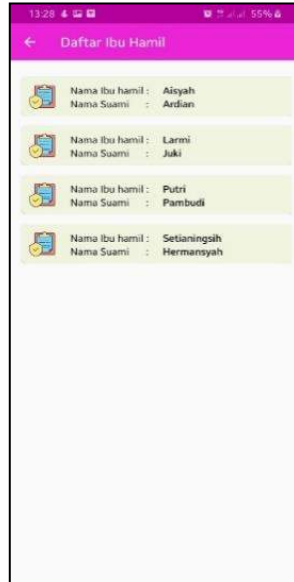 13:28 55%
Daftar Ibu Hamil
Nama Ibu hamil : Aisyah
Nama Suami : Ardian
Nama Ibu hamil : Larmi
Nama Suami : Juki
Nama Ibu hamil : Putri
Nama Suami : Pambudi
Nama Ibu hamil : Setianingsih
Nama Suami : Hermansyah